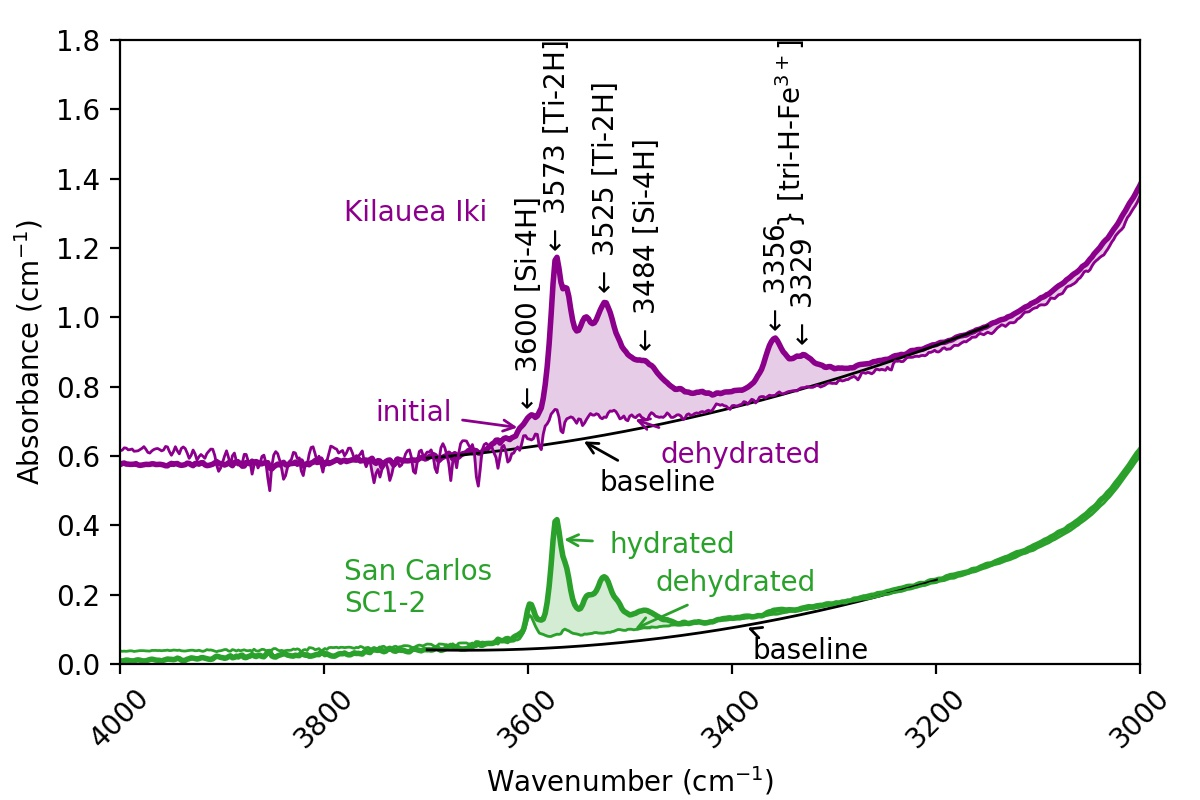 1.8
1.6
1.4
1.2
1.0
0.8
0.6
0.4
0.2
0.0
Absorbance (cm⁻¹)
4000
3800
3600
3400
3200
3000
Wavenumber (cm⁻¹)
Kilauea Iki
← 3600 [Si-4H]
← 3573 [Ti-2H]
← 3525 [Ti-2H]
← 3484 [Si-4H]
← 3356
← 3329 } [tri-H-Fe³⁺]
initial
dehydrated
baseline
San Carlos
SC1-2
hydrated
dehydrated
baseline